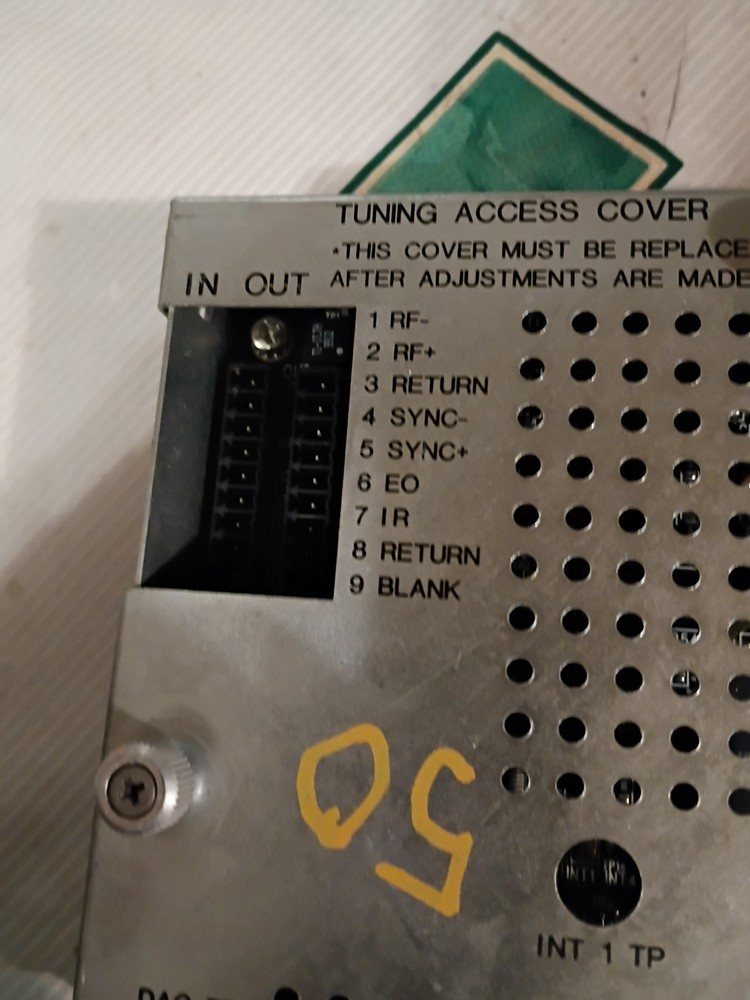 TUNING ACCESS COVER
*THIS COVER MUST BE REPLACE
IN OUT AFTER ADJUSTMENTS ARE MADE
1 RF-
2 RF+
3 RETURN
4 SYNC-
5 SYNC+
6 EO
7 IR
8 RETURN
9 BLANK
50
INT 1 TP